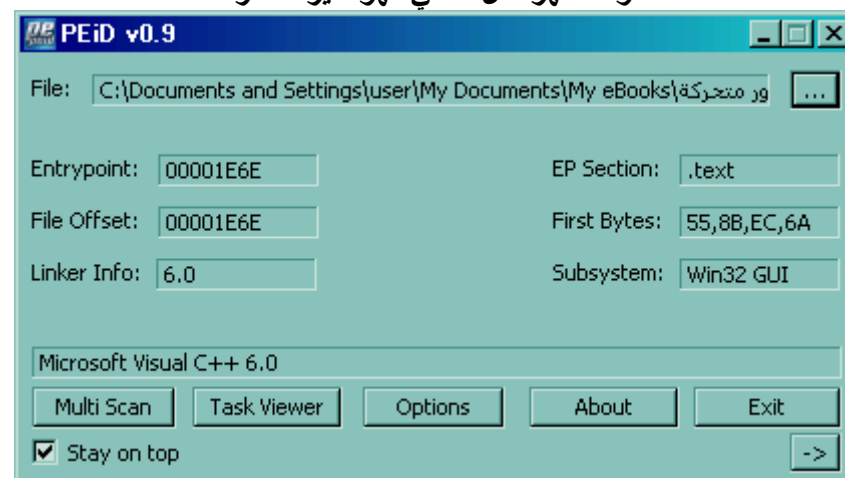 PEiD v0.9
File: C:\Documents and Settings\user\My Documents\My eBooks\ور متحركة ...
Entrypoint: 00001E6E EP Section: .text
File Offset: 00001E6E First Bytes: 55,8B,EC,6A
Linker Info: 6.0 Subsystem: Win32 GUI
Microsoft Visual C++ 6.0
Multi Scan Task Viewer Options About Exit
Stay on top ->